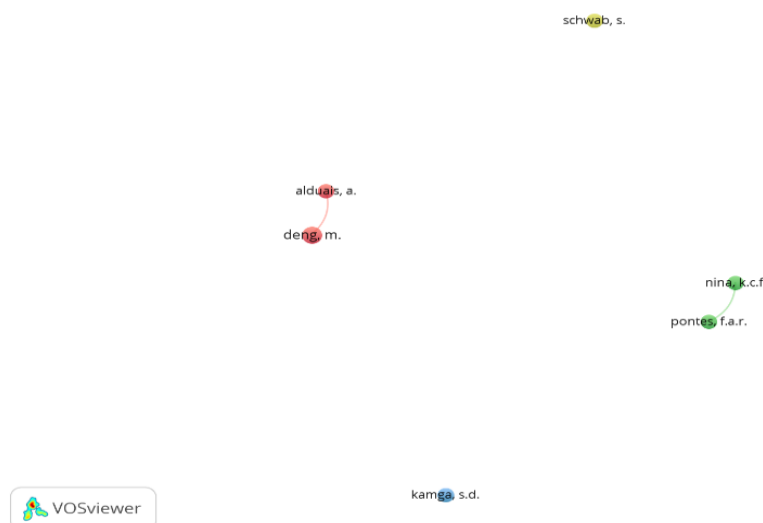 schwab, s.
alduais, a.
deng, m.
nina, k.c.f
pontes, f.a.r.
kamga, s.d.
VOSviewer